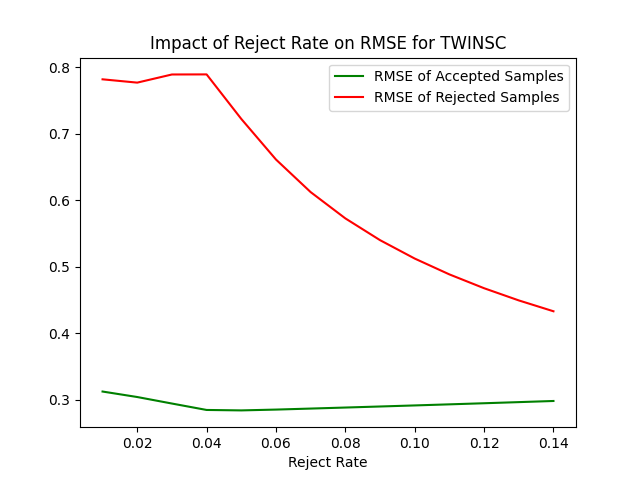 Impact of Reject Rate on RMSE for TWINSC
RMSE of Accepted Samples
RMSE of Rejected Samples
0.8
0.7
0.6
0.5
0.4
0.3
0.02 0.04 0.06 0.08 0.10 0.12 0.14
Reject Rate